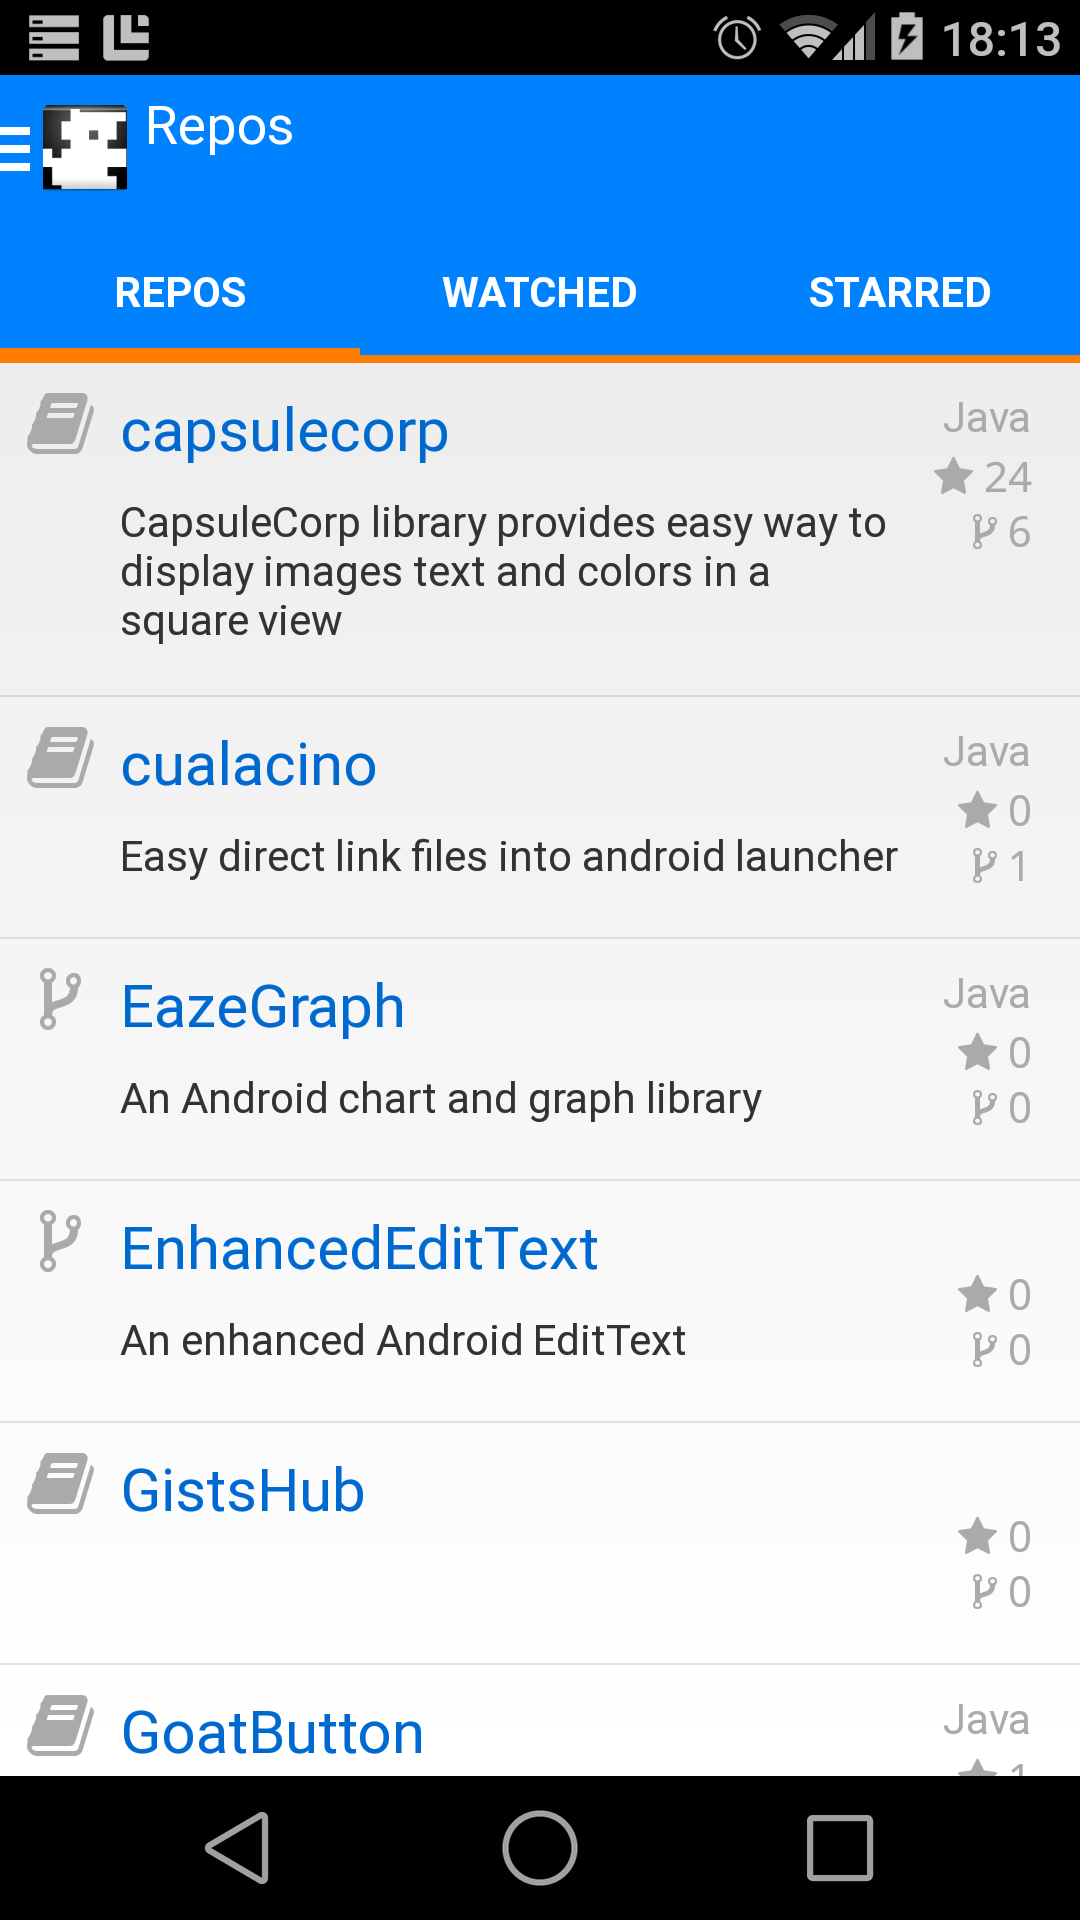 18:13
Repos
REPOS WATCHED STARRED
capsulecorp
Java
24
6
CapsuleCorp library provides easy way to
display images text and colors in a
square view
cualacino
Java
0
1
Easy direct link files into android launcher
EazeGraph
Java
0
0
An Android chart and graph library
EnhancedEditText
0
0
An enhanced Android EditText
GistsHub
0
0
GoatButton
Java
1